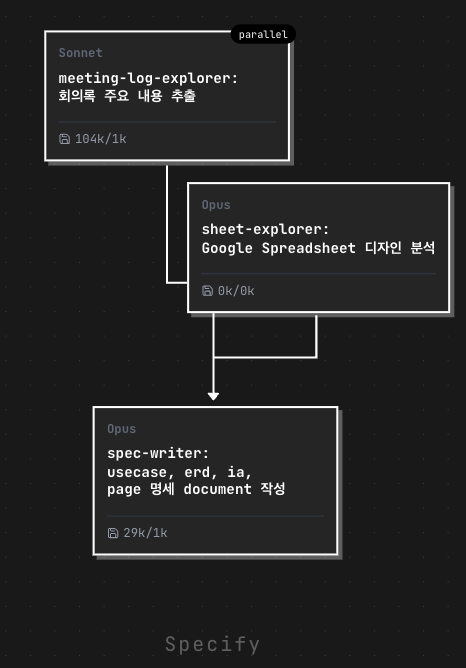 parallel
Sonnet
meeting-log-explorer:
회의록 주요 내용 추출
104k/1k
Opus
sheet-explorer:
Google Spreadsheet 디자인 분석
0k/0k
Opus
spec-writer:
usecase, erd, ia,
page 명세 document 작성
29k/1k
Specify